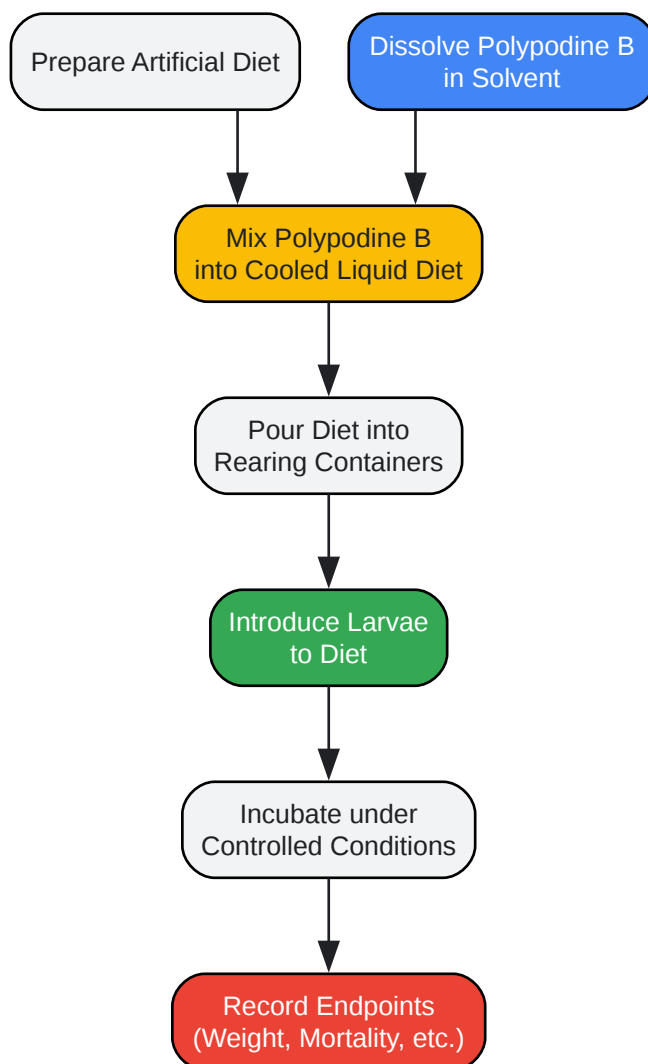 Prepare Artificial Diet
Dissolve Polypodine B
in Solvent
Mix Polypodine B
into Cooled Liquid Diet
Pour Diet into
Rearing Containers
Introduce Larvae
to Diet
Incubate under
Controlled Conditions
Record Endpoints
(Weight, Mortality, etc.)